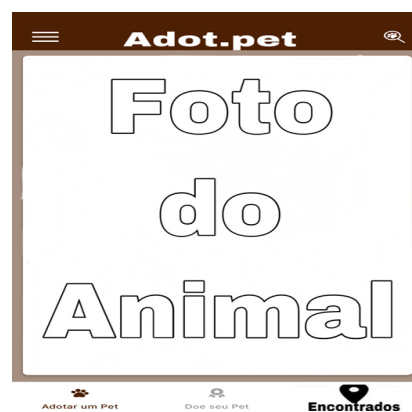 Adot.pet
Foto
do
Animal
Adotar um Pet
Doe seu Pet
Encontrados